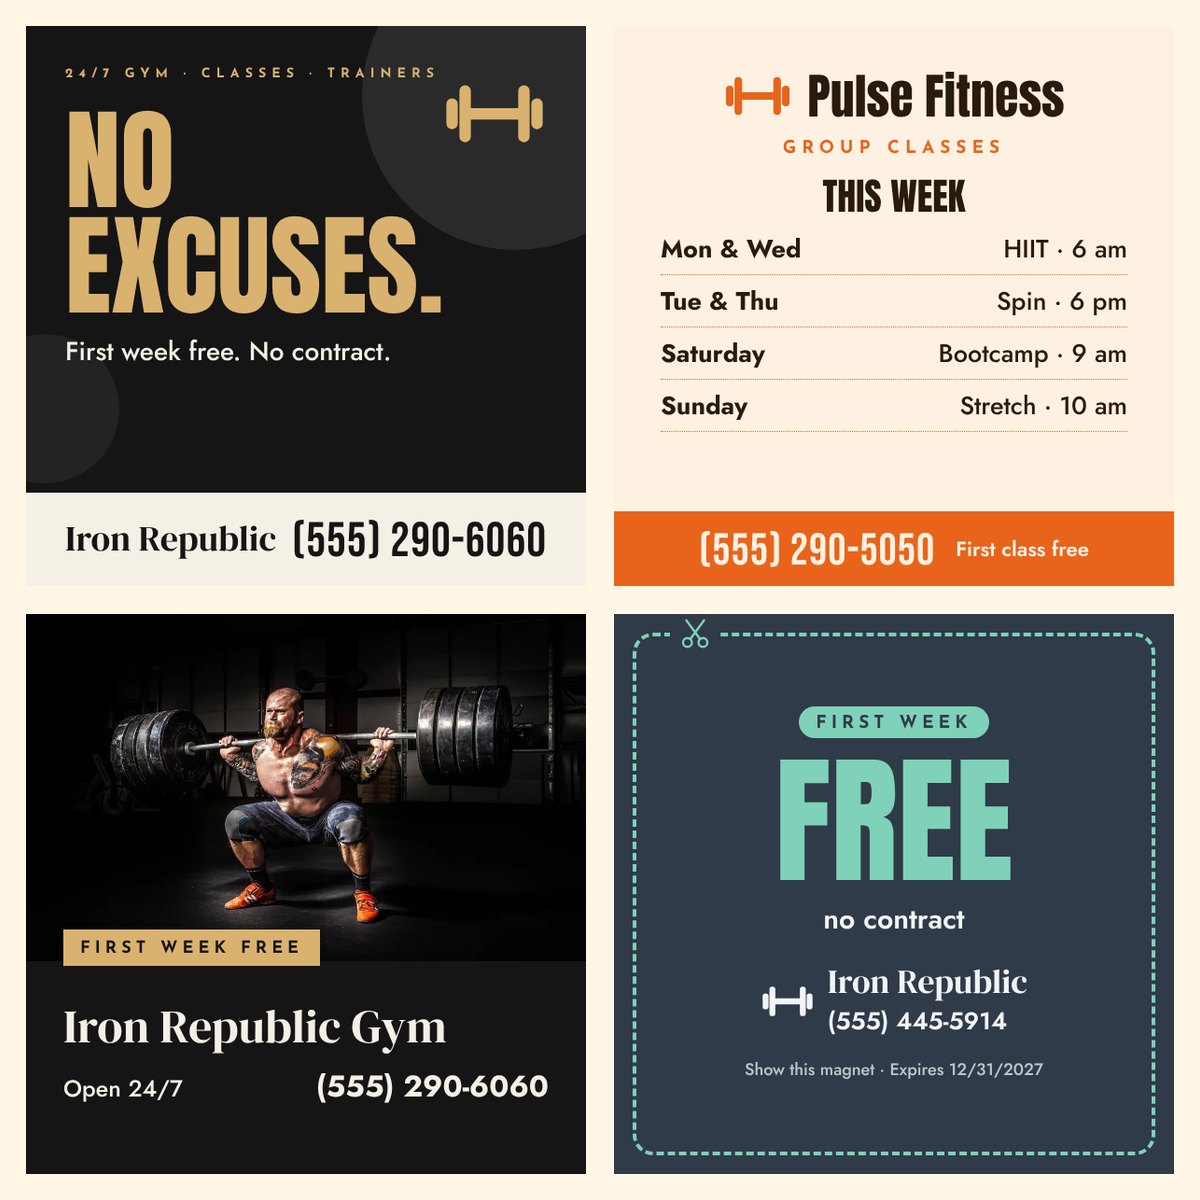 24/7 GYM · CLASSES · TRAINERS
NO
EXCUSES.
First week free. No contract.
Iron Republic (555) 290-6060
Pulse Fitness
GROUP CLASSES
THIS WEEK
Mon & Wed HIIT · 6 am
Tue & Thu Spin · 6 pm
Saturday Bootcamp · 9 am
Sunday Stretch · 10 am
(555) 290-5050 First class free
FIRST WEEK FREE
Iron Republic Gym
Open 24/7 (555) 290-6060
FIRST WEEK
FREE
no contract
Iron Republic
(555) 445-5914
Show this magnet · Expires 12/31/2027